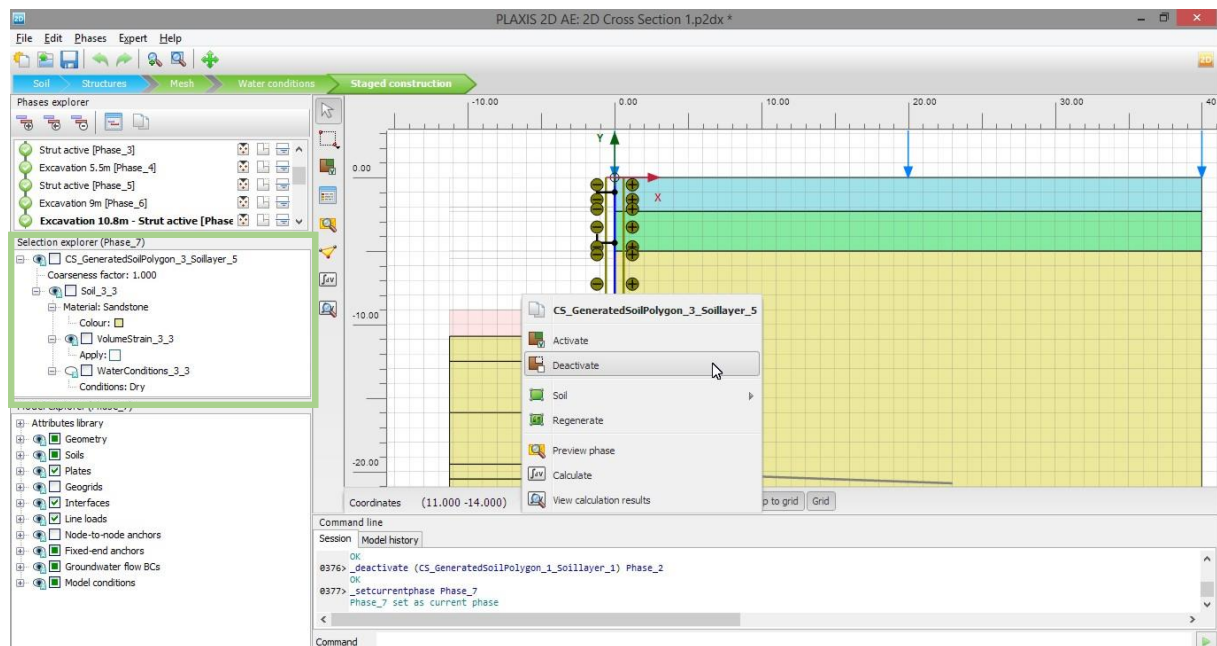 2D
PLAXIS 2D AE: 2D Cross Section 1.p2dx *
File Edit Phases Expert Help
2D
Soil Structures Mesh Water conditions Staged construction
Phases explorer
Strut active [Phase_3]
Excavation 5.5m [Phase_4]
Strut active [Phase_5]
Excavation 9m [Phase_6]
Excavation 10.8m - Strut active [Phase
Selection explorer (Phase_7)
CS_GeneratedSoilPolygon_3_Soillayer_5
Coarseness factor: 1.000
Soil_3_3
Material: Sandstone
Colour:
VolumeStrain_3_3
Apply:
WaterConditions_3_3
Conditions: Dry
Model explorer (Phase_7)
Attributes library
Geometry
Soils
Plates
Geogrids
Interfaces
Line loads
Node-to-node anchors
Fixed-end anchors
Groundwater flow BCs
Model conditions
-10.00 0.00 10.00 20.00 30.00 40
0.00
-10.00
-20.00
Y
X
CS_GeneratedSoilPolygon_3_Soillayer_5
Activate
Deactivate
Soil
Regenerate
Preview phase
Calculate
View calculation results
Coordinates (11.000 -14.000)
p to grid Grid
Command line
Session Model history
OK
0376> _deactivate (CS_GeneratedSoilPolygon_1_Soillayer_1) Phase_2
OK
0377> _setcurrentphase Phase_7
Phase_7 set as current phase
Command